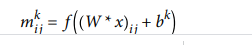 m^k_{ij} = f((W * x)_{ij} + b^k)